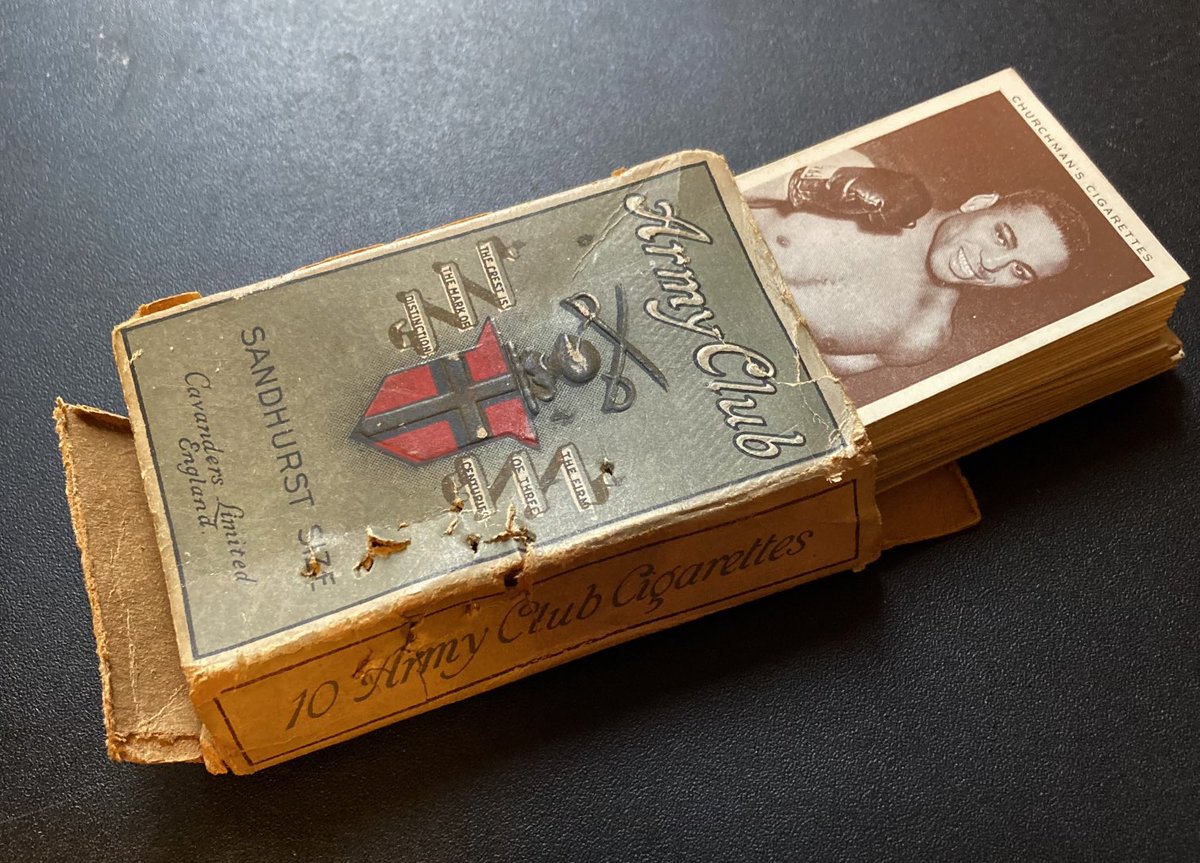 Army Club
THE CREST IS
THE MARK OF
DISTINCTION
THE FIRM
OF THREE
CENTURIES
SANDHURST SIZE
Cavanders Limited
England.
10 Army Club Cigarettes
CHURCHMAN'S CIGARETTES